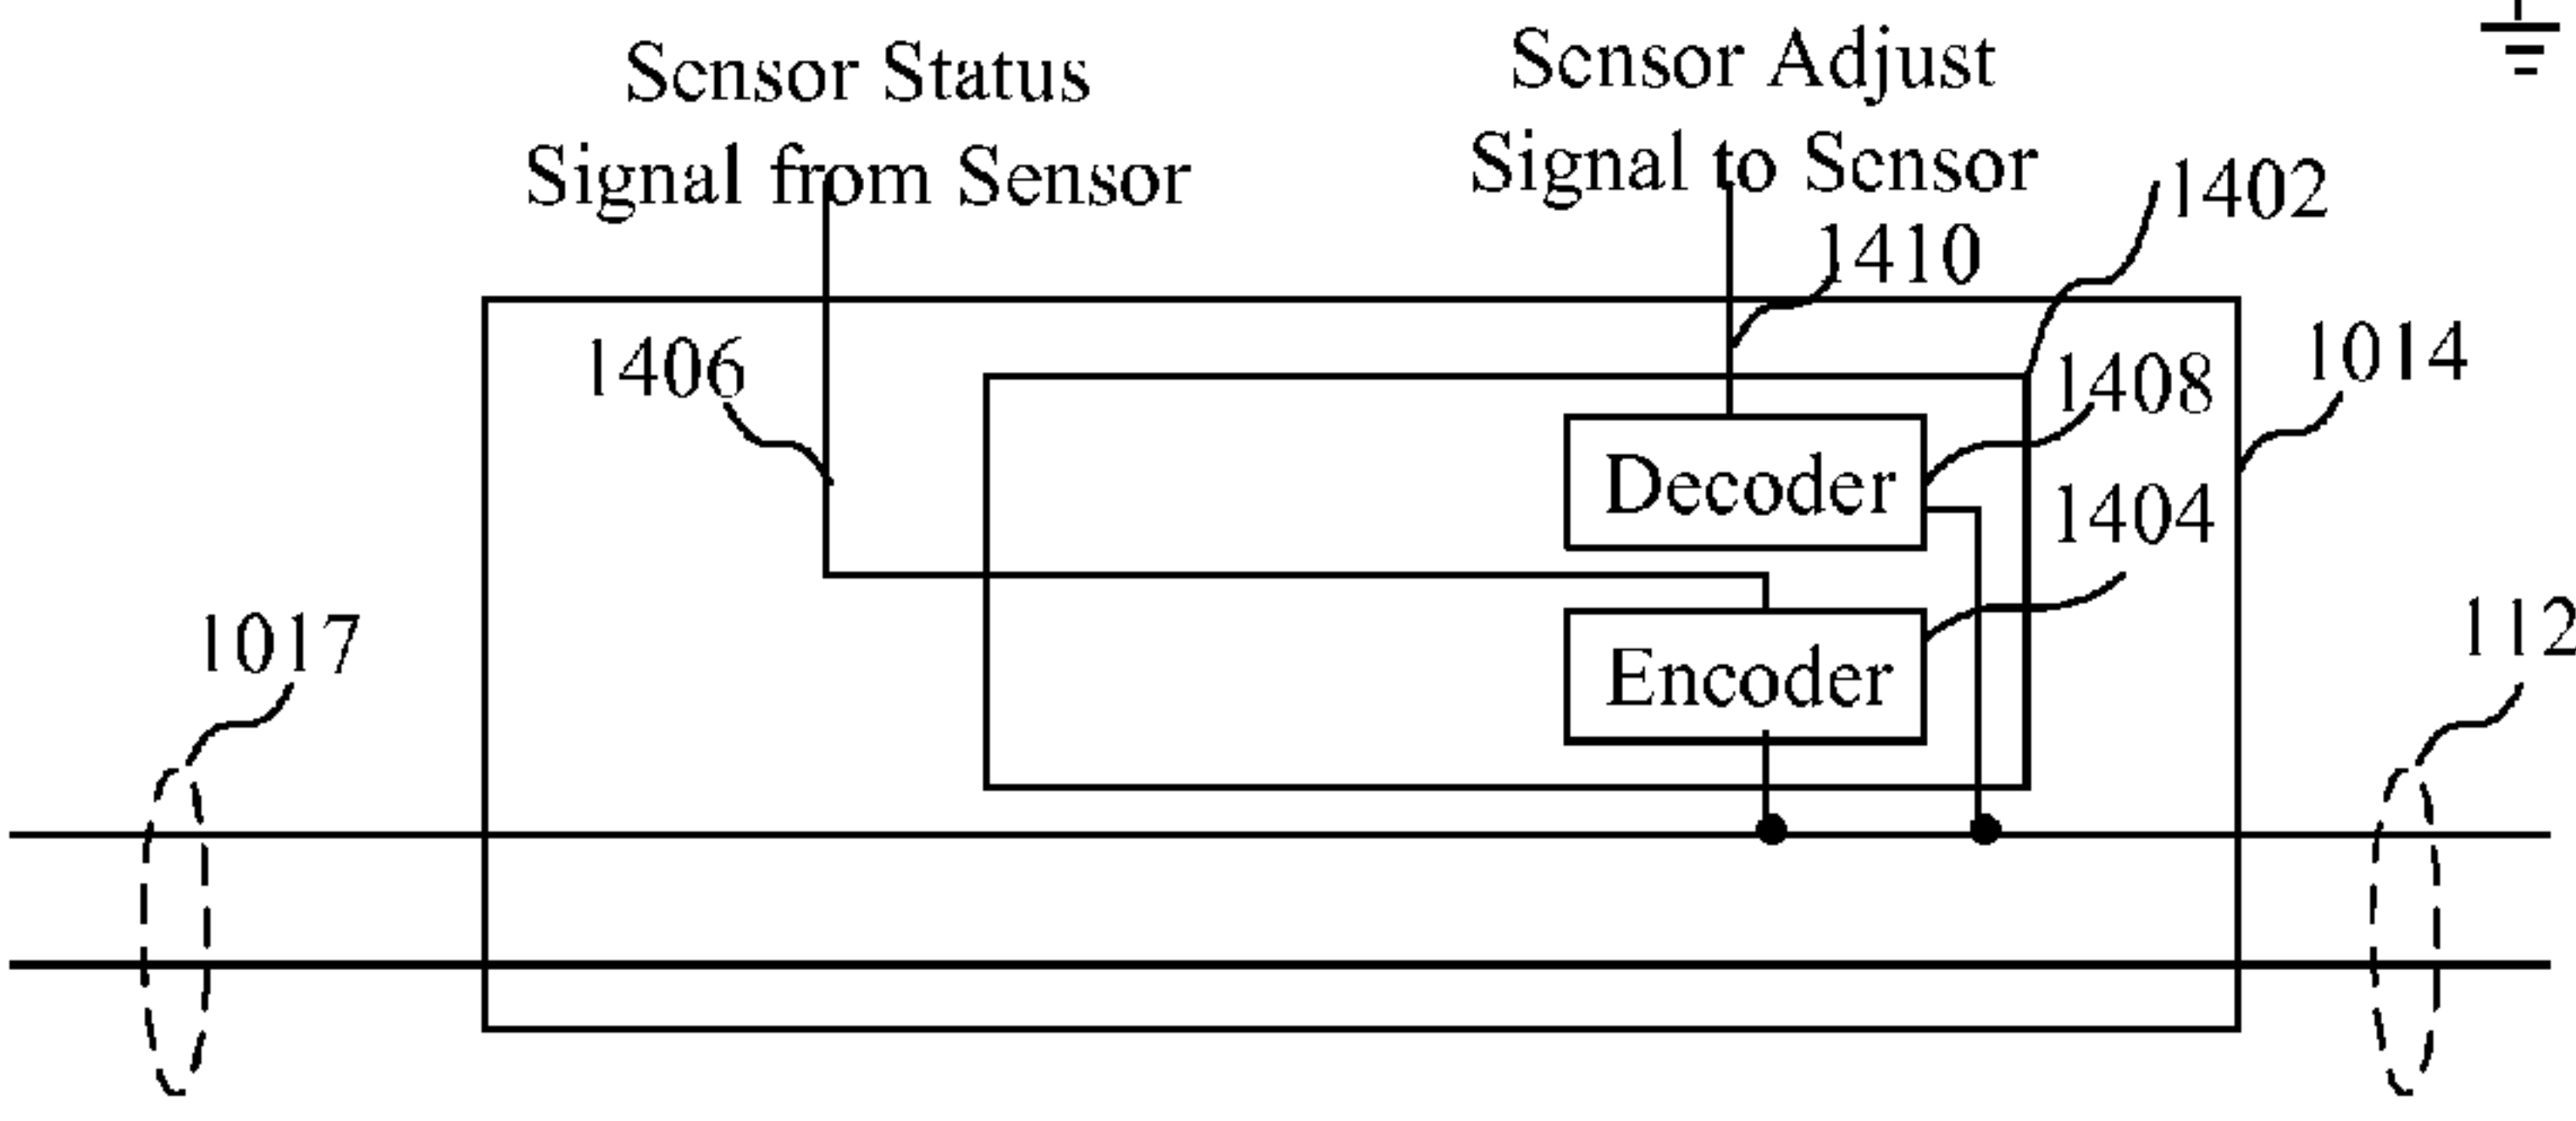 Sensor Status
Signal from Sensor
Sensor Adjust
Signal to Sensor
1402
1410
1406
1408
1014
Decoder
1404
1017
Encoder
112